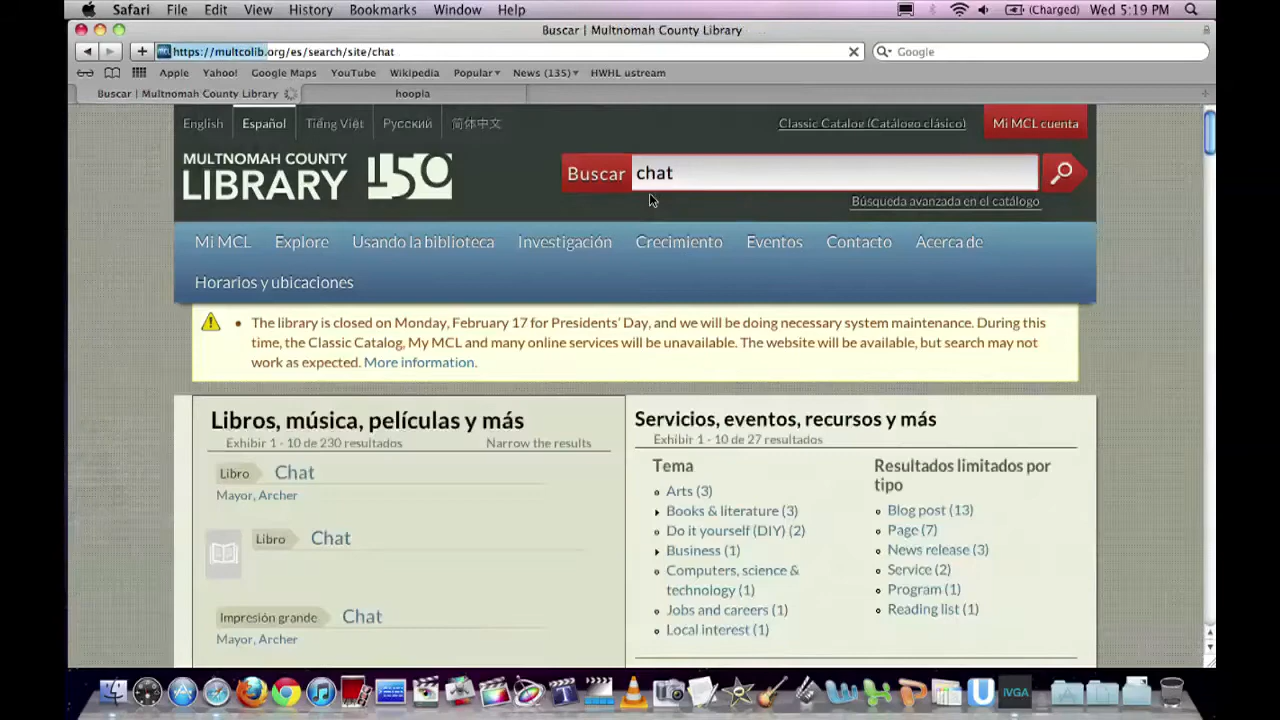 Safari File Edit View History Bookmarks Window Help (Charged) Wed 5:19 PM
Buscar | Multnomah County Library
https://multcolib.org/es/search/site/chat Google
Apple Yahoo! Google Maps YouTube Wikipedia Popular News (135) HWHL ustream
Buscar | Multnomah County Library hoopla
English Español Tiếng Việt Русский 简体中文 Classic Catalog (Catálogo clásico) Mi MCL cuenta
MULTNOMAH COUNTY
LIBRARY 150 Buscar chat
Búsqueda avanzada en el catálogo
Mi MCL Explore Usando la biblioteca Investigación Crecimiento Eventos Contacto Acerca de
Horarios y ubicaciones
The library is closed on Monday, February 17 for Presidents' Day, and we will be doing necessary system maintenance. During this
time, the Classic Catalog, My MCL and many online services will be unavailable. The website will be available, but search may not
work as expected. More information.
Libros, música, películas y más
Exhibir 1 - 10 de 230 resultados Narrow the results
Libro Chat
Mayor, Archer
Libro Chat
Impresión grande Chat
Mayor, Archer
Servicios, eventos, recursos y más
Exhibir 1 - 10 de 27 resultados
Tema
Arts (3)
Books & literature (3)
Do it yourself (DIY) (2)
Business (1)
Computers, science &
technology (1)
Jobs and careers (1)
Local interest (1)
Resultados limitados por
tipo
Blog post (13)
Page (7)
News release (3)
Service (2)
Program (1)
Reading list (1)
IVGA